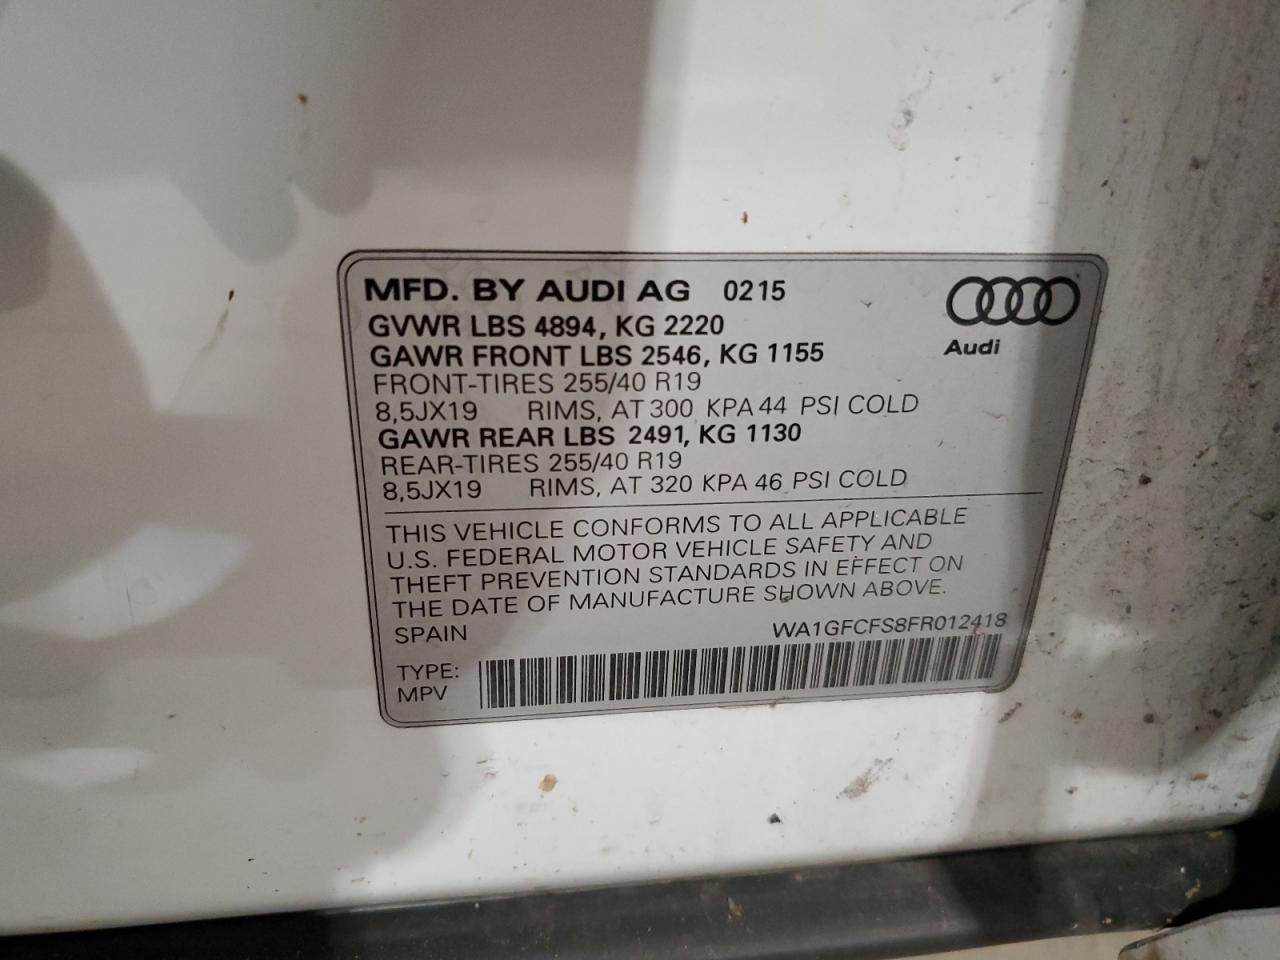 MFD. BY AUDI AG 0215
GVWR LBS 4894, KG 2220
GAWR FRONT LBS 2546, KG 1155
Audi
FRONT-TIRES 255/40 R19
8,5JX19 RIMS, AT 300 KPA 44 PSI COLD
GAWR REAR LBS 2491, KG 1130
REAR-TIRES 255/40 R19
8,5JX19 RIMS, AT 320 KPA 46 PSI COLD
THIS VEHICLE CONFORMS TO ALL APPLICABLE
U.S. FEDERAL MOTOR VEHICLE SAFETY AND
THEFT PREVENTION STANDARDS IN EFFECT ON
THE DATE OF MANUFACTURE SHOWN ABOVE.
SPAIN WA1GFCFS8FR012418
TYPE:
MPV